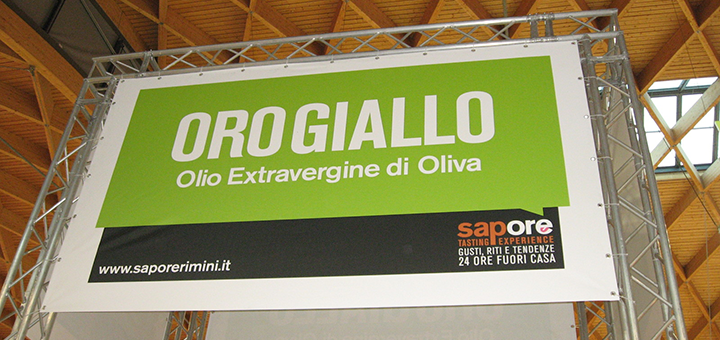 OROGIALLO
Olio Extravergine di Oliva
sapore
TASTING EXPERIENCE
GUSTI, RITI E TENDENZE
24 ORE FUORI CASA
www.saporerimini.it